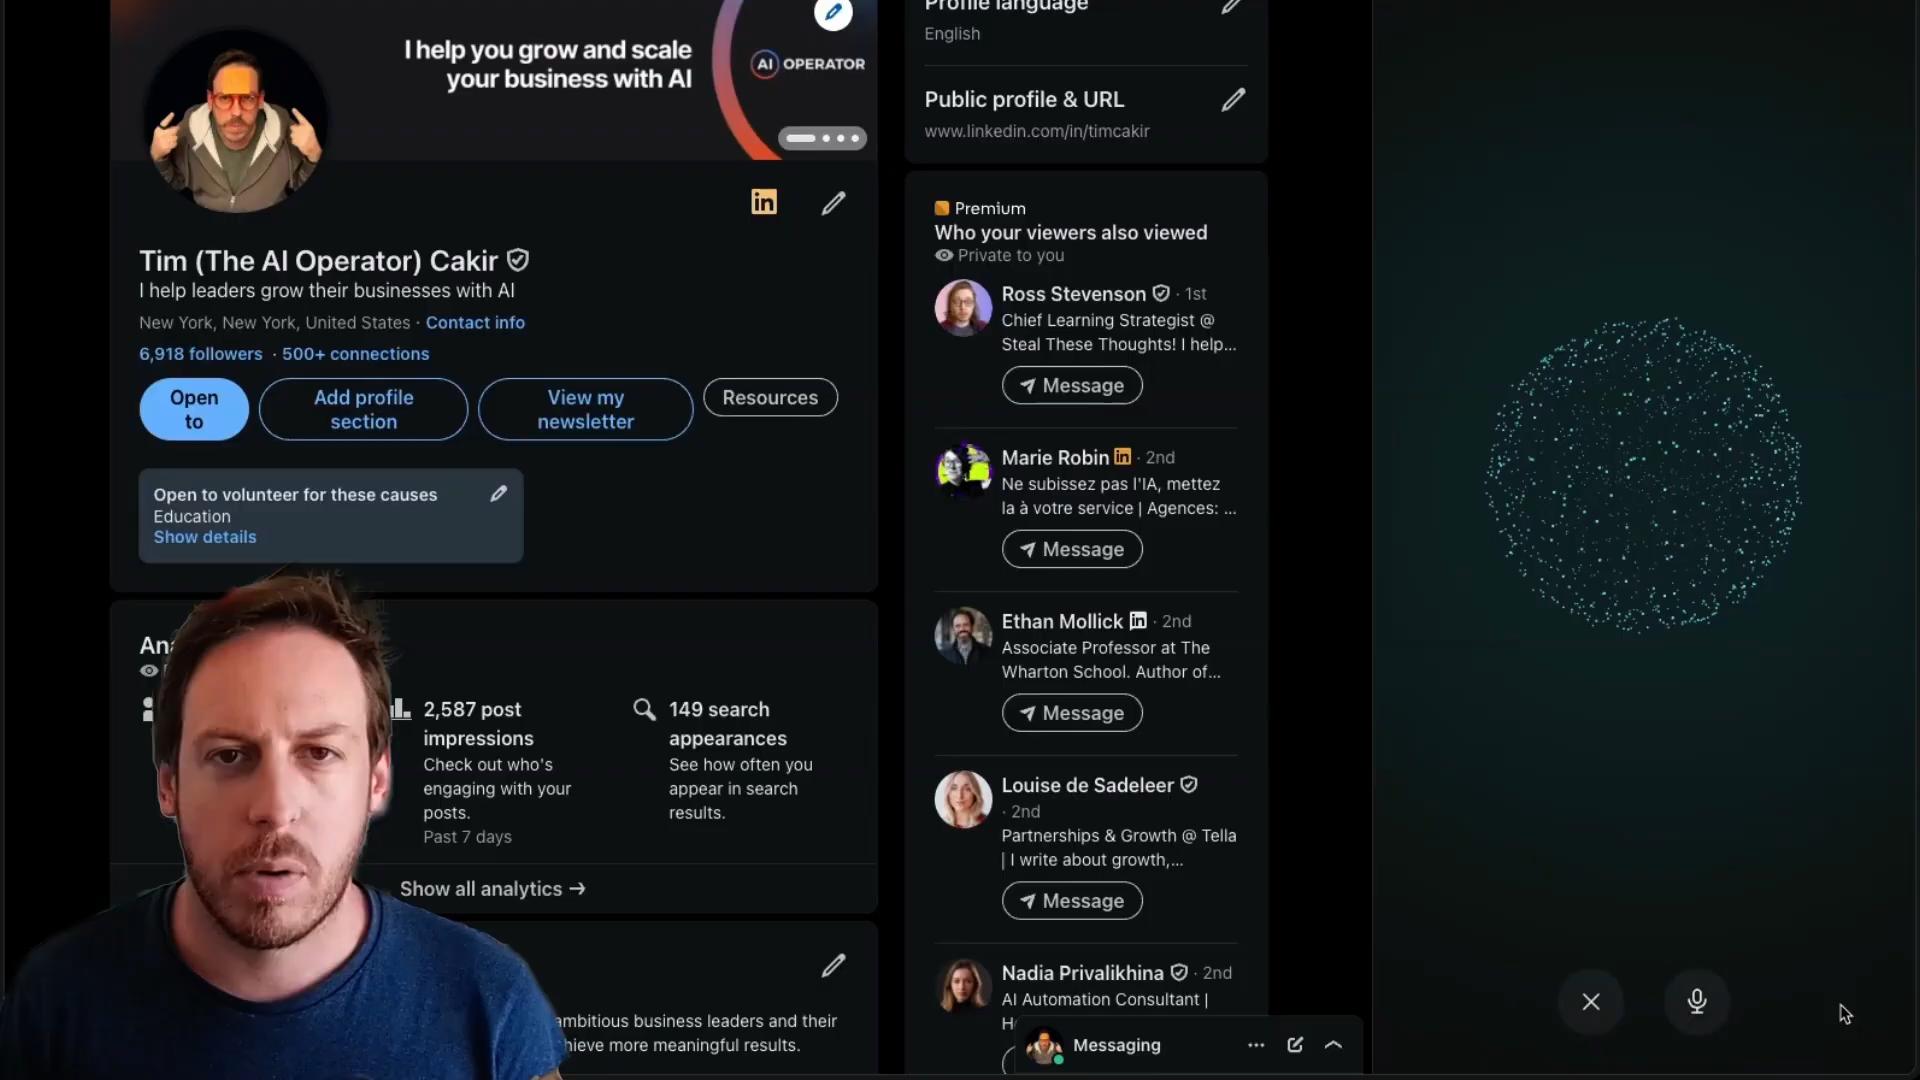 I help you grow and scale
your business with AI
AI OPERATOR
Tim (The AI Operator) Cakir
I help leaders grow their businesses with AI
New York, New York, United States · Contact info
6,918 followers · 500+ connections
Open
to
Add profile
section
View my
newsletter
Resources
Open to volunteer for these causes
Education
Show details
2,587 post
impressions
Check out who's
engaging with your
posts.
Past 7 days
149 search
appearances
See how often you
appear in search
results.
Show all analytics →
ambitious business leaders and their
more meaningful results.
Profile language
English
Public profile & URL
www.linkedin.com/in/timcakir
Premium
Who your viewers also viewed
Private to you
Ross Stevenson · 1st
Chief Learning Strategist @
Steal These Thoughts! I help...
Message
Marie Robin in · 2nd
Ne subissez pas l'IA, mettez
la à votre service | Agences: ...
Message
Ethan Mollick in · 2nd
Associate Professor at The
Wharton School. Author of...
Message
Louise de Sadeleer
· 2nd
Partnerships & Growth @ Tella
| I write about growth,...
Message
Nadia Privalikhina · 2nd
AI Automation Consultant |
Messaging